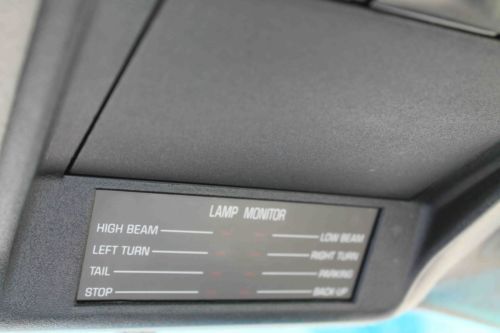 LAMP MONITOR
HIGH BEAM LOW BEAM
LEFT TURN RIGHT TURN
TAIL PARKING
STOP BACK UP